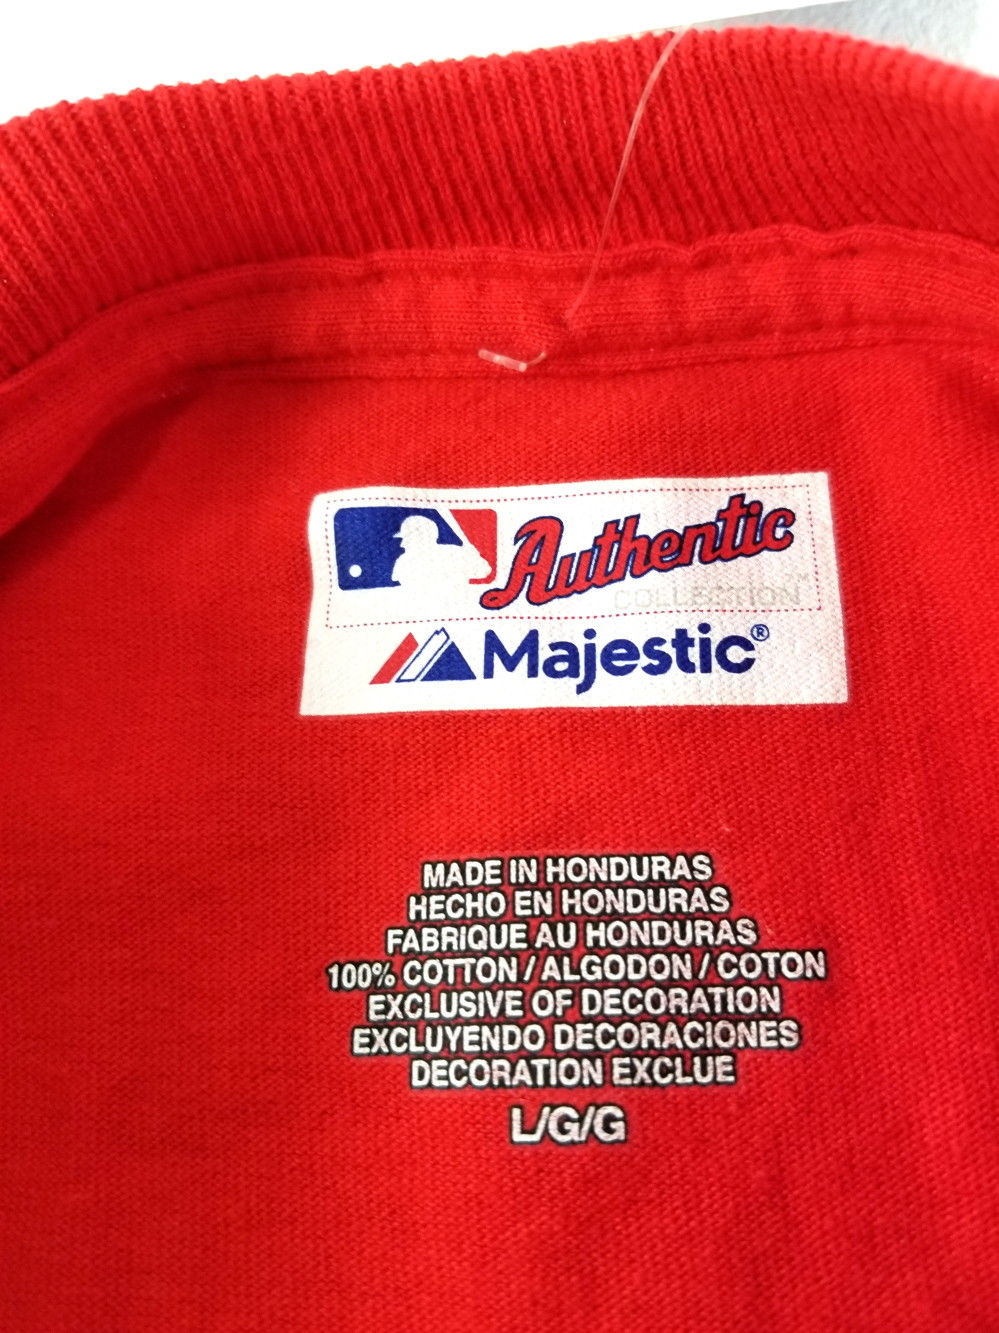 Authentic
COLLECTION™
Majestic®
MADE IN HONDURAS
HECHO EN HONDURAS
FABRIQUE AU HONDURAS
100% COTTON / ALGODON / COTON
EXCLUSIVE OF DECORATION
EXCLUYENDO DECORACIONES
DECORATION EXCLUE
L/G/G